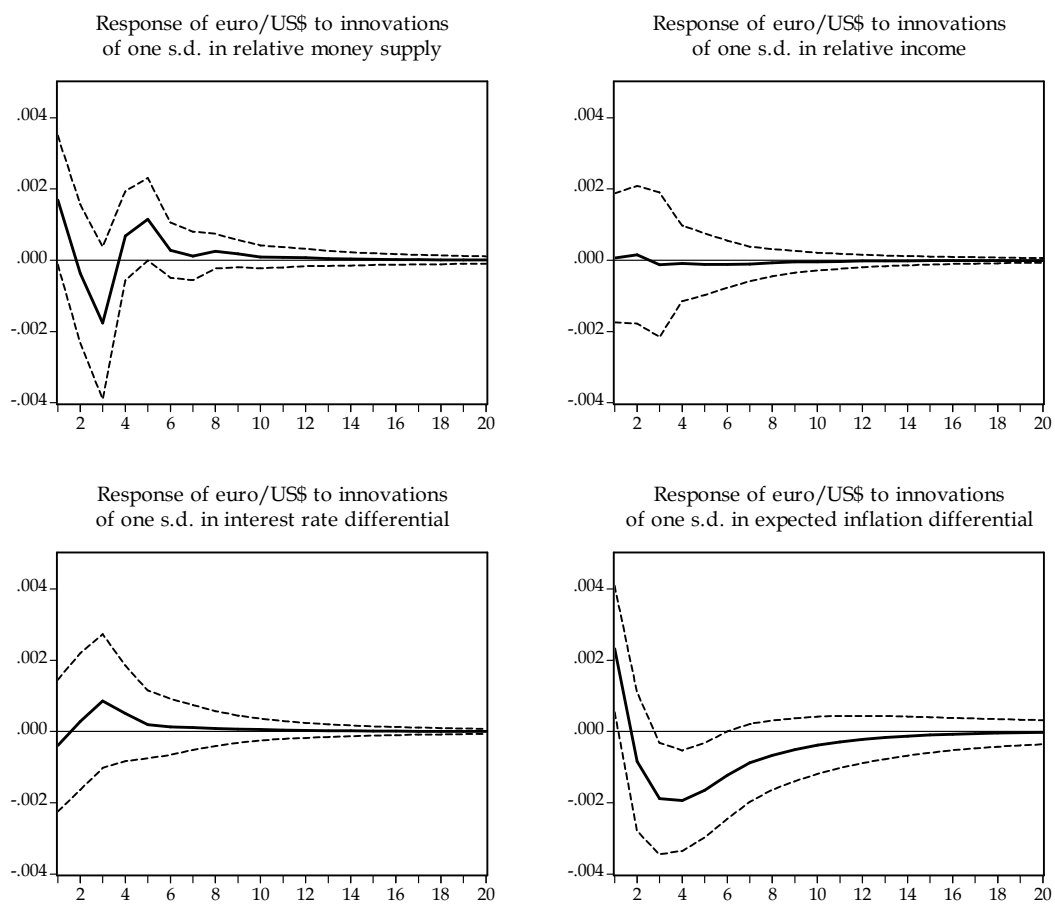 Response of euro/US$ to innovations
of one s.d. in relative money supply
.004
.002
.000
-.002
-.004
2 4 6 8 10 12 14 16 18 20
Response of euro/US$ to innovations
of one s.d. in relative income
.004
.002
.000
-.002
-.004
2 4 6 8 10 12 14 16 18 20
Response of euro/US$ to innovations
of one s.d. in interest rate differential
.004
.002
.000
-.002
-.004
2 4 6 8 10 12 14 16 18 20
Response of euro/US$ to innovations
of one s.d. in expected inflation differential
.004
.002
.000
-.002
-.004
2 4 6 8 10 12 14 16 18 20